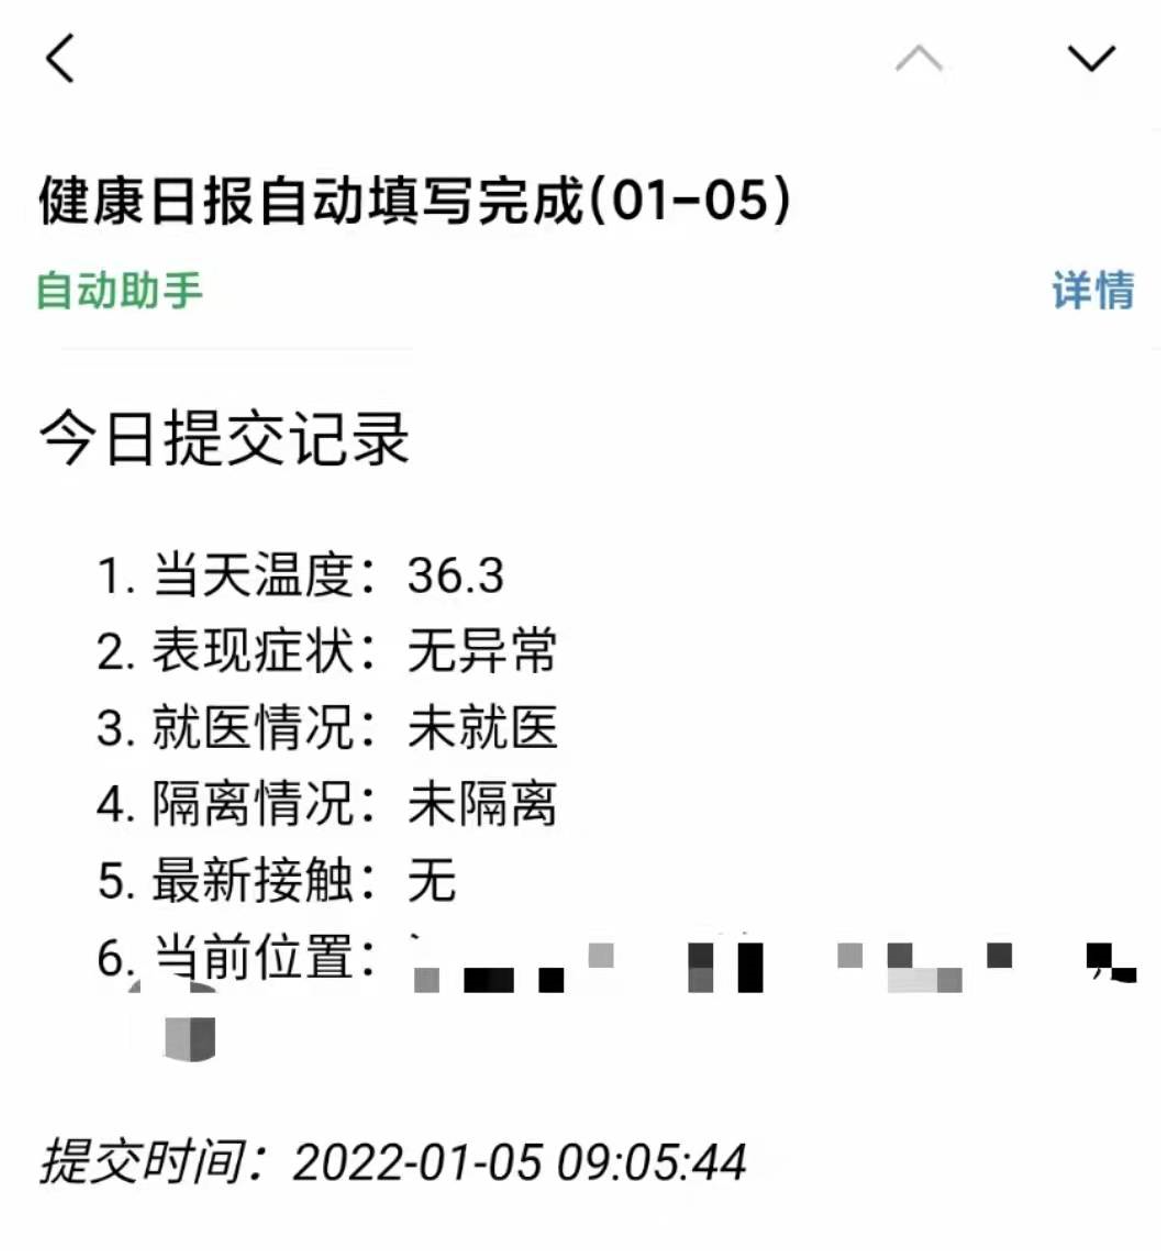 健康日报自动填写完成(01-05)
自动助手
详情
今日提交记录
1. 当天温度：36.3
2. 表现症状：无异常
3. 就医情况：未就医
4. 隔离情况：未隔离
5. 最新接触：无
6. 当前位置：
提交时间：2022-01-05 09:05:44